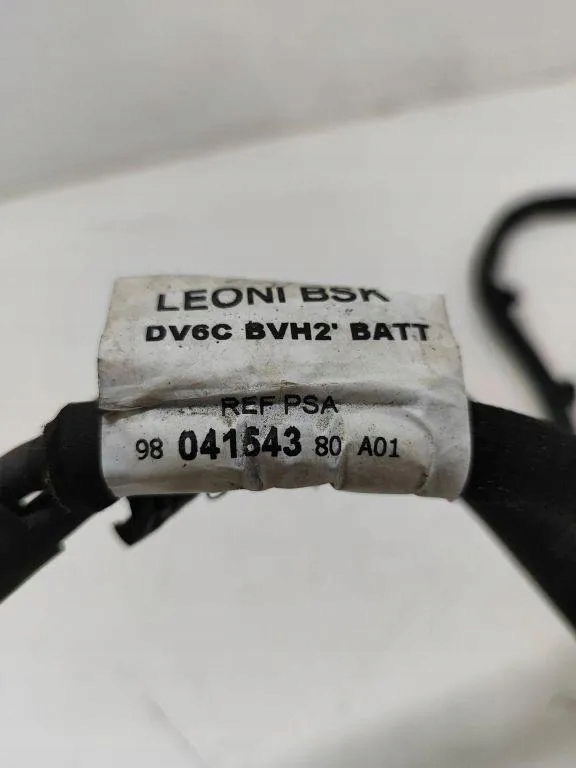 LEONI BSK
DV6C BVH2' BATT
REF PSA
98 041543 80 A01